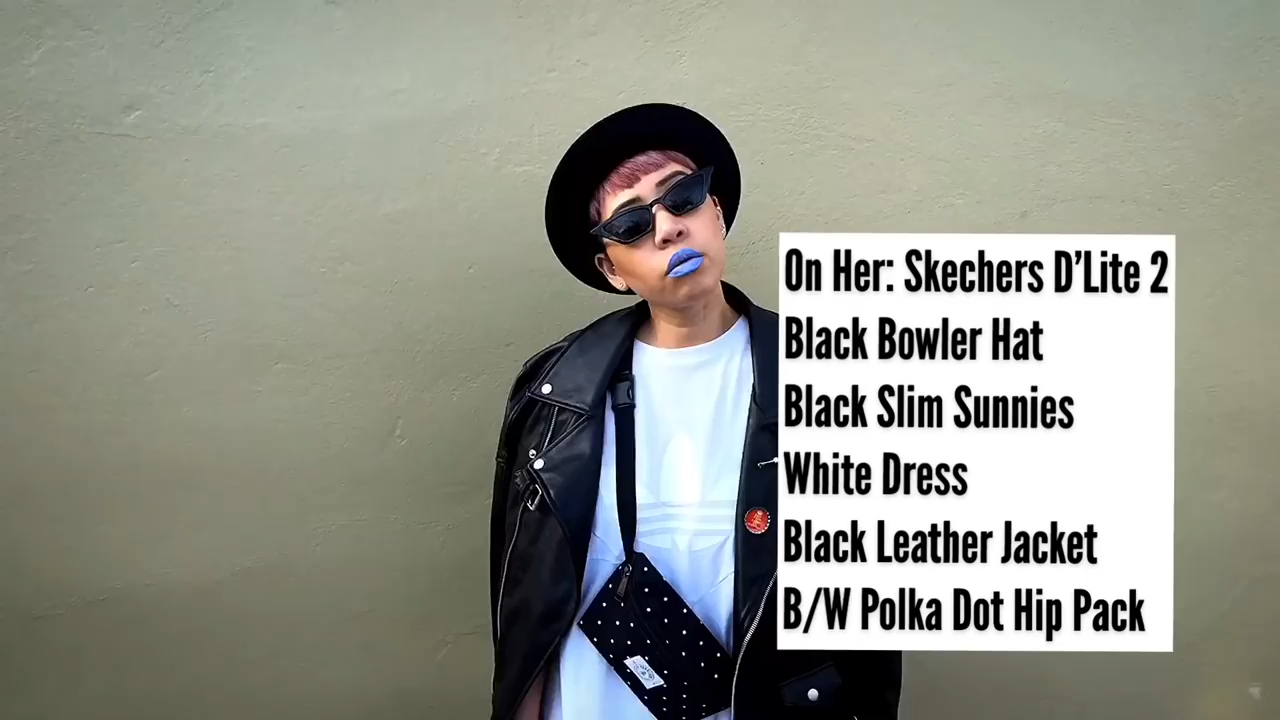 On Her: Skechers D’Lite 2
Black Bowler Hat
Black Slim Sunnies
White Dress
Black Leather Jacket
B/W Polka Dot Hip Pack